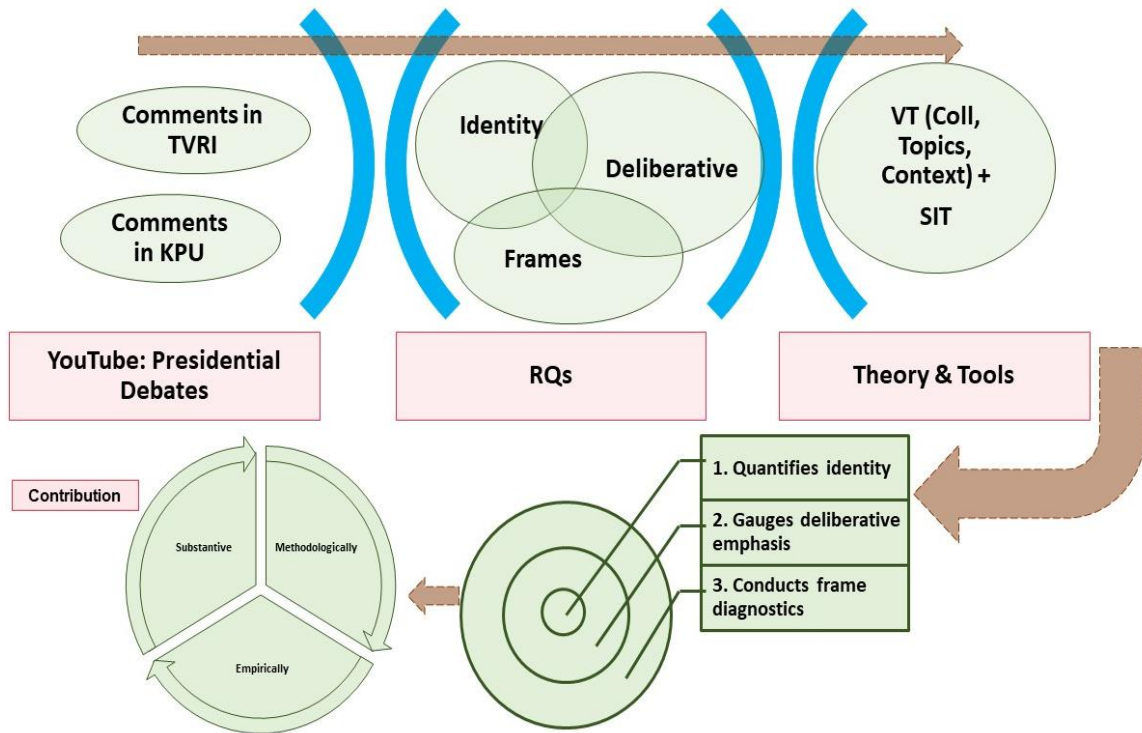 Comments in
TVRI
Comments
in KPU
Identity
Deliberative
Frames
VT (Coll,
Topics,
Context) +
SIT
YouTube: Presidential
Debates
RQs
Theory & Tools
Contribution
Substantive
Methodologically
Empirically
1. Quantifies identity
2. Gauges deliberative
emphasis
3. Conducts frame
diagnostics